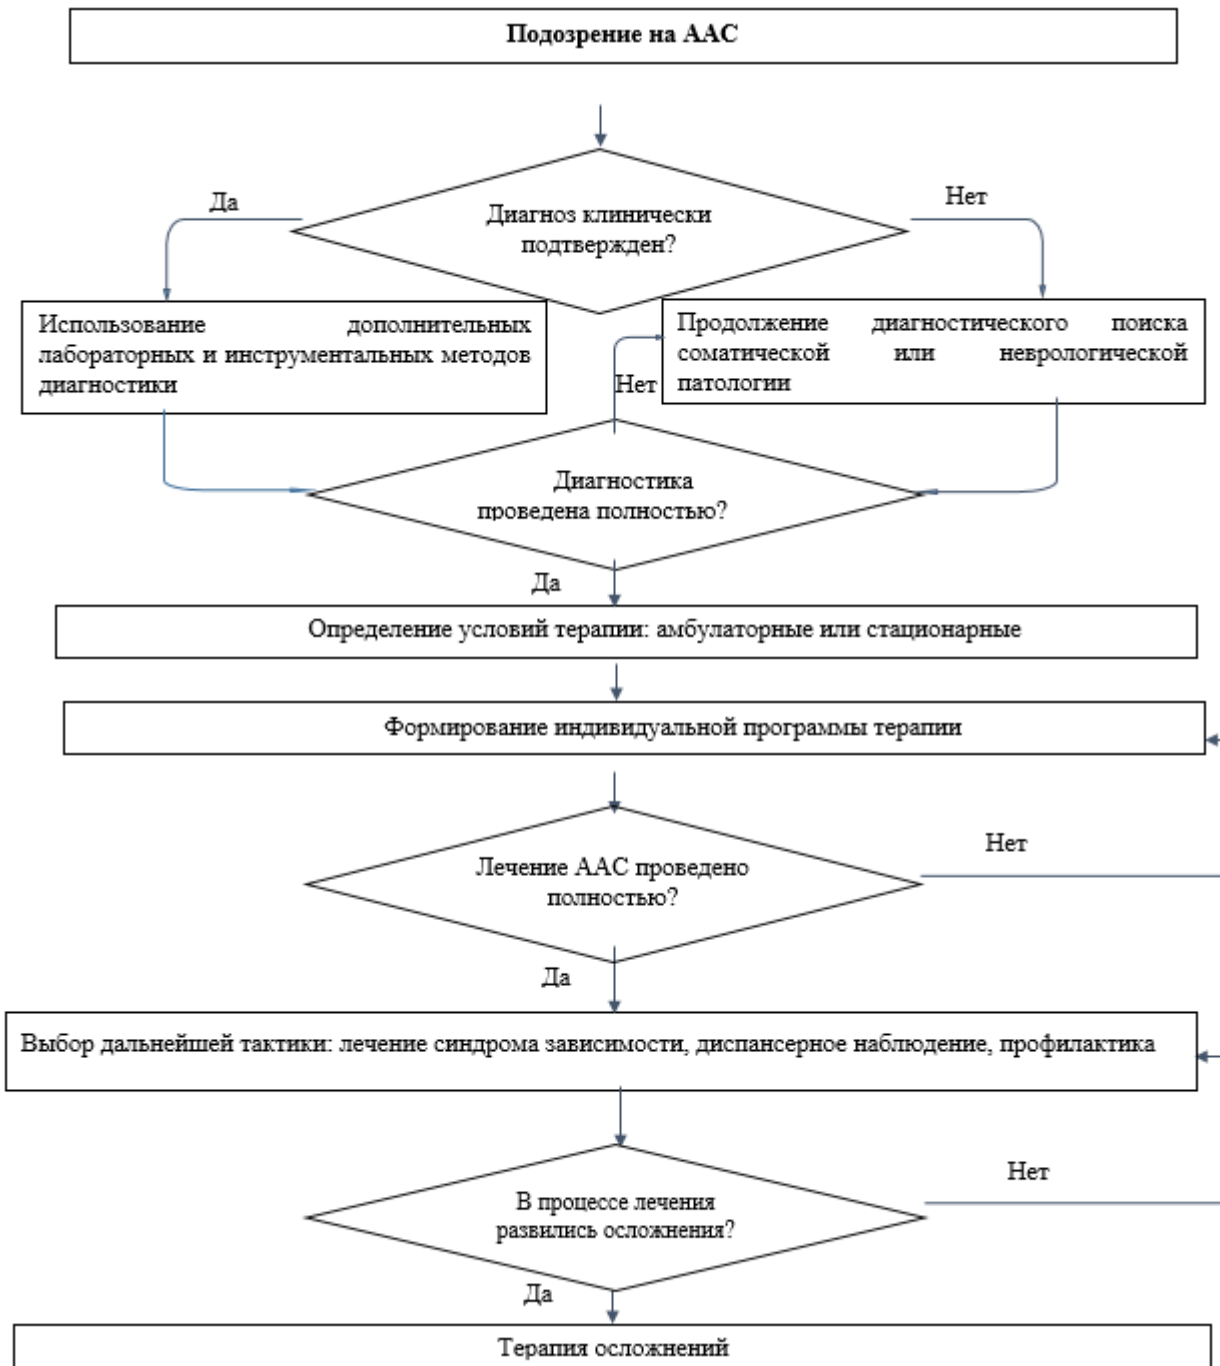 Подозрение на ААС
Да
Нет
Диагноз клинически
подтвержден?
Использование дополнительных
лабораторных и инструментальных методов
диагностики
Продолжение диагностического поиска
соматической или неврологической
патологии
Нет
Диагностика
проведена полностью?
Да
Определение условий терапии: амбулаторные или стационарные
Формирование индивидуальной программы терапии
Нет
Лечение ААС проведено
полностью?
Да
Выбор дальнейшей тактики: лечение синдрома зависимости, диспансерное наблюдение, профилактика
Нет
В процессе лечения
развились осложнения?
Да
Терапия осложнений